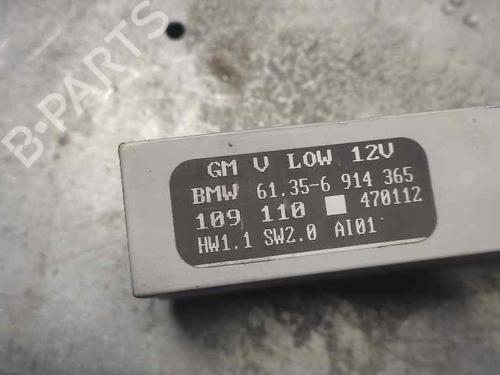 B-PARTS
GM V LOW 12V
BMW 61.35-6 914 365
109 110 470112
HW1.1 SW2.0 AI01